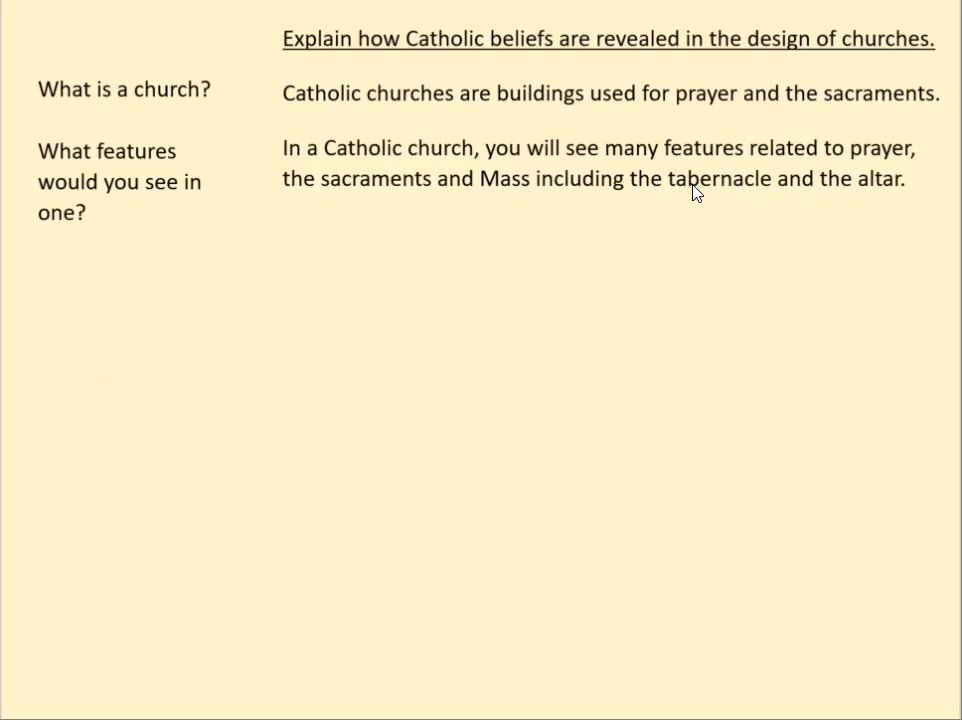 Explain how Catholic beliefs are revealed in the design of churches.
What is a church?
Catholic churches are buildings used for prayer and the sacraments.
What features
would you see in
one?
In a Catholic church, you will see many features related to prayer,
the sacraments and Mass including the tabernacle and the altar.